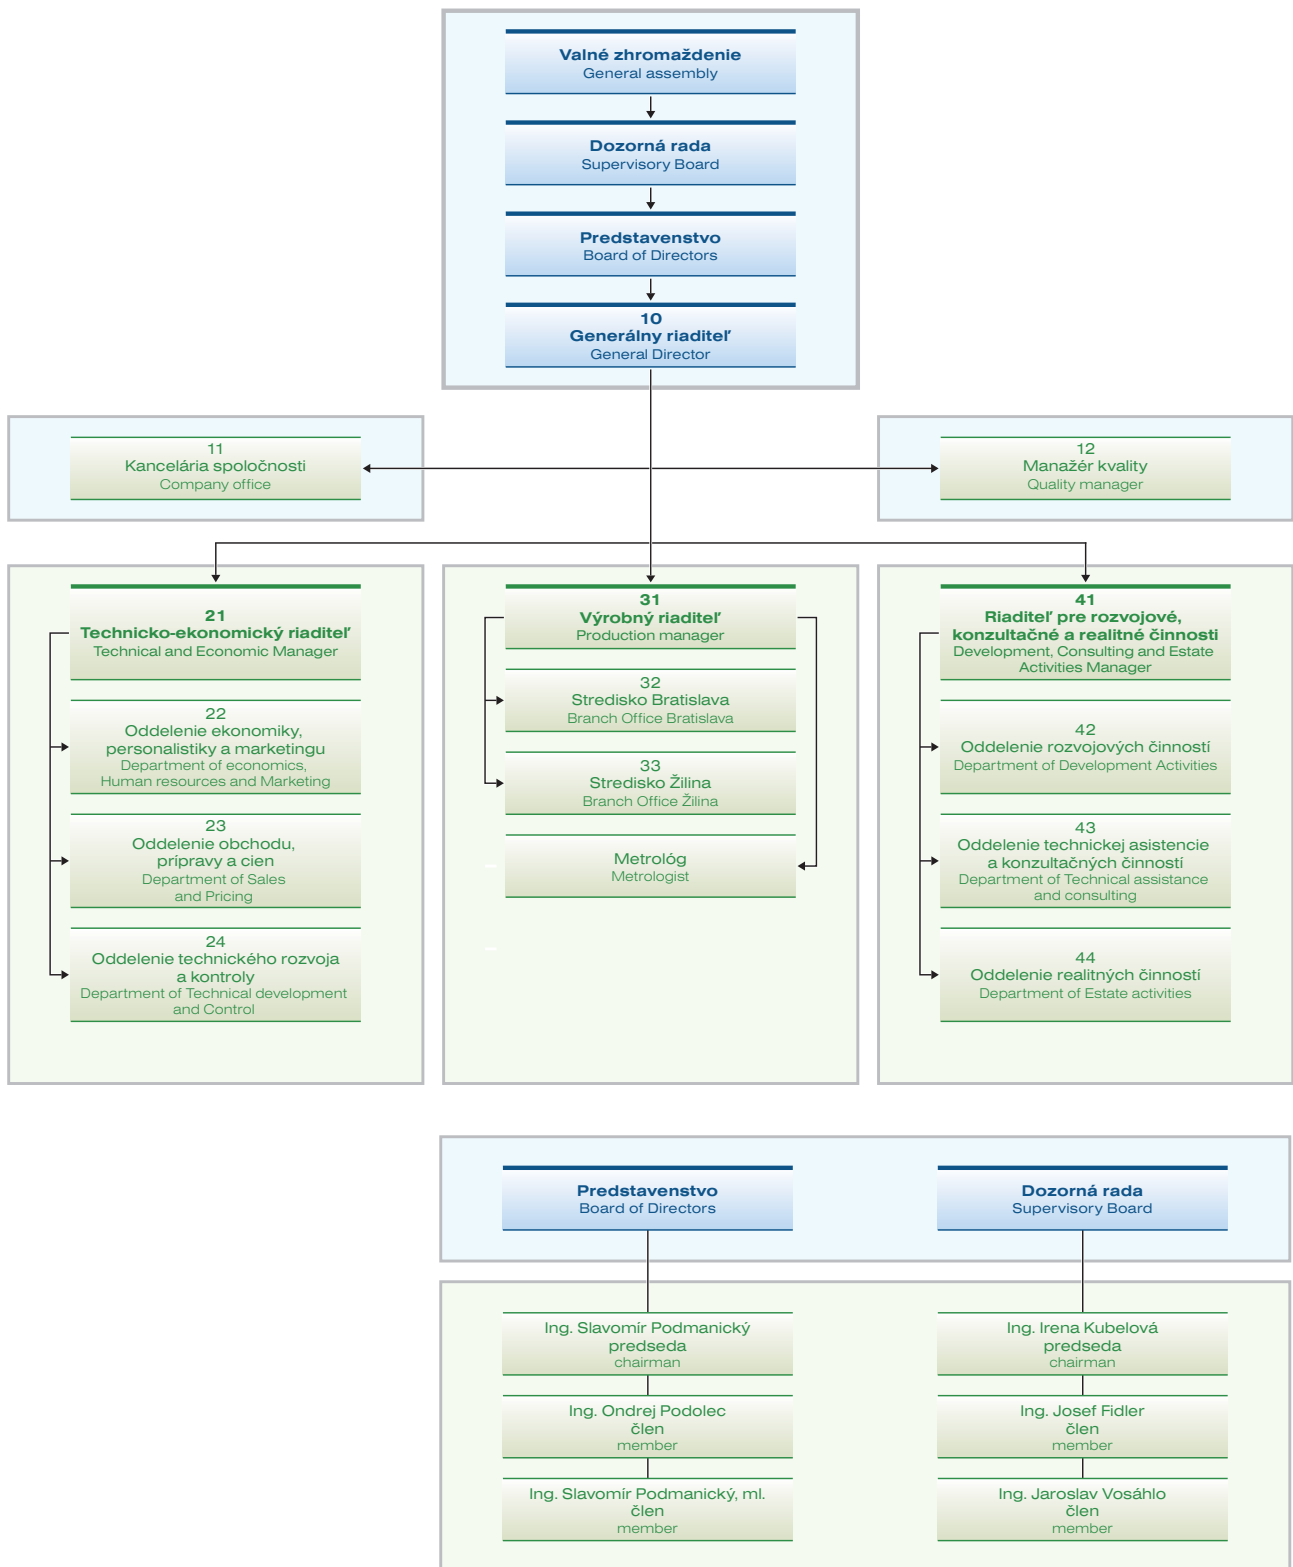 Valné zhromaždenie
General assembly
Dozorná rada
Supervisory Board
Predstavenstvo
Board of Directors
10
Generálny riaditeľ
General Director
11
Kancelária spoločnosti
Company office
12
Manažér kvality
Quality manager
21
Technicko-ekonomický riaditeľ
Technical and Economic Manager
22
Oddelenie ekonomiky,
personalistiky a marketingu
Department of economics,
Human resources and Marketing
23
Oddelenie obchodu,
prípravy a cien
Department of Sales
and Pricing
24
Oddelenie technického rozvoja
a kontroly
Department of Technical development
and Control
31
Výrobný riaditeľ
Production manager
32
Stredisko Bratislava
Branch Office Bratislava
33
Stredisko Žilina
Branch Office Žilina
Metrológ
Metrologist
41
Riaditeľ pre rozvojové,
konzultačné a realitné činnosti
Development, Consulting and Estate
Activities Manager
42
Oddelenie rozvojových činností
Department of Development Activities
43
Oddelenie technickej asistencie
a konzultačných činností
Department of Technical assistance
and consulting
44
Oddelenie realitných činností
Department of Estate activities
Predstavenstvo
Board of Directors
Ing. Slavomír Podmanický
predseda
chairman
Ing. Ondrej Podolec
člen
member
Ing. Slavomír Podmanický, ml.
člen
member
Dozorná rada
Supervisory Board
Ing. Irena Kubelová
predseda
chairman
Ing. Josef Fidler
člen
member
Ing. Jaroslav Vosáhlo
člen
member